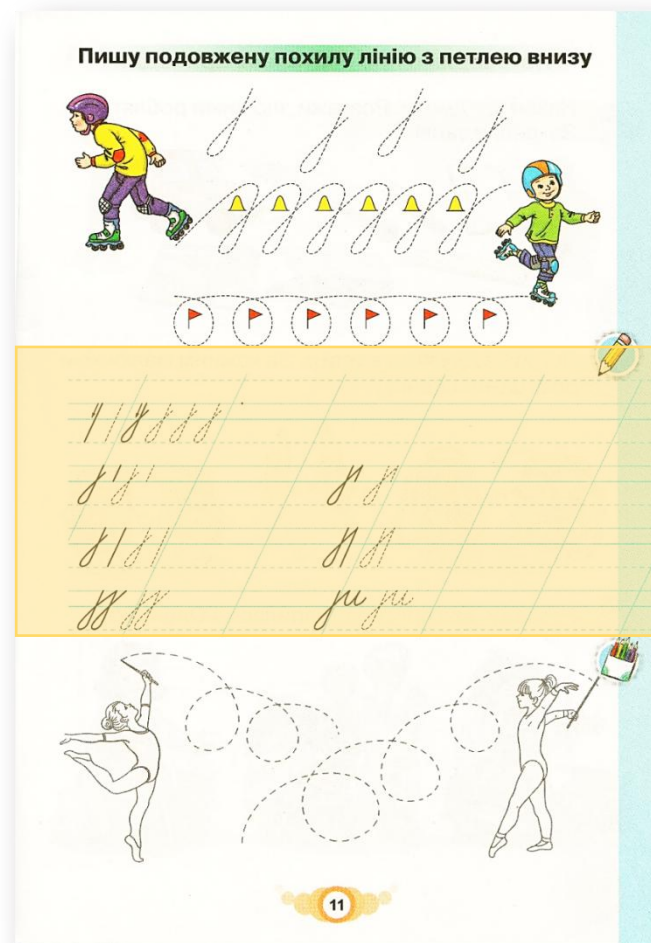 Пишу подовжену похилу лінію з петлею внизу
11